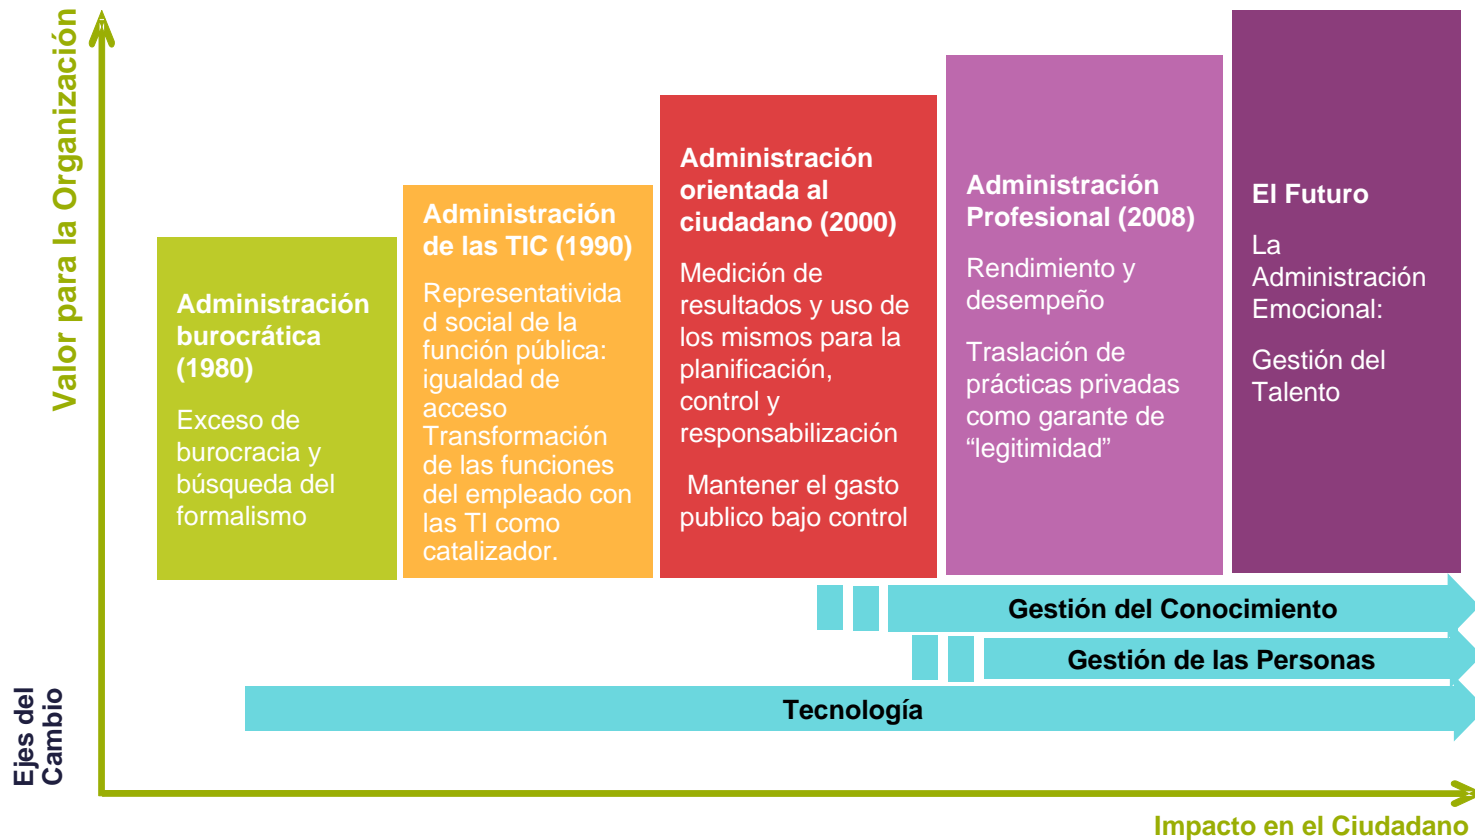 Valor para la Organización
Administración
burocrática
(1980)
Exceso de
burocracia y
búsqueda del
formalismo
Administración
de las TIC (1990)
Representativida
d social de la
función pública:
igualdad de
acceso
Transformación
de las funciones
del empleado con
las TI como
catalizador.
Administración
orientada al
ciudadano (2000)
Medición de
resultados y uso de
los mismos para la
planificación,
control y
responsabilización
Mantener el gasto
publico bajo control
Administración
Profesional (2008)
Rendimiento y
desempeño
Traslación de
prácticas privadas
como garante de
“legitimidad”
El Futuro
La
Administración
Emocional:
Gestión del
Talento
Gestión del Conocimiento
Gestión de las Personas
Tecnología
Ejes del
Cambio
Impacto en el Ciudadano